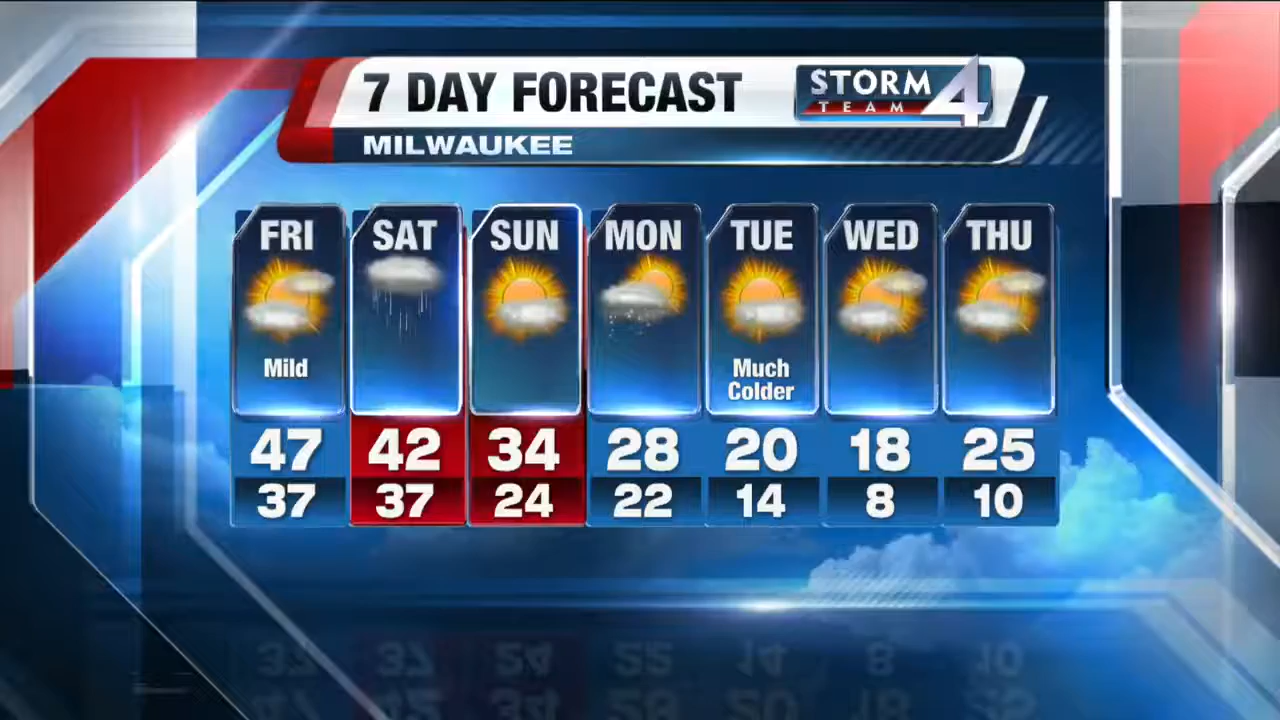 7 DAY FORECAST
STORM
TEAM 4
MILWAUKEE
FRI SAT SUN MON TUE WED THU
Mild Much
Colder
47 42 34 28 20 18 25
37 37 24 22 14 8 10